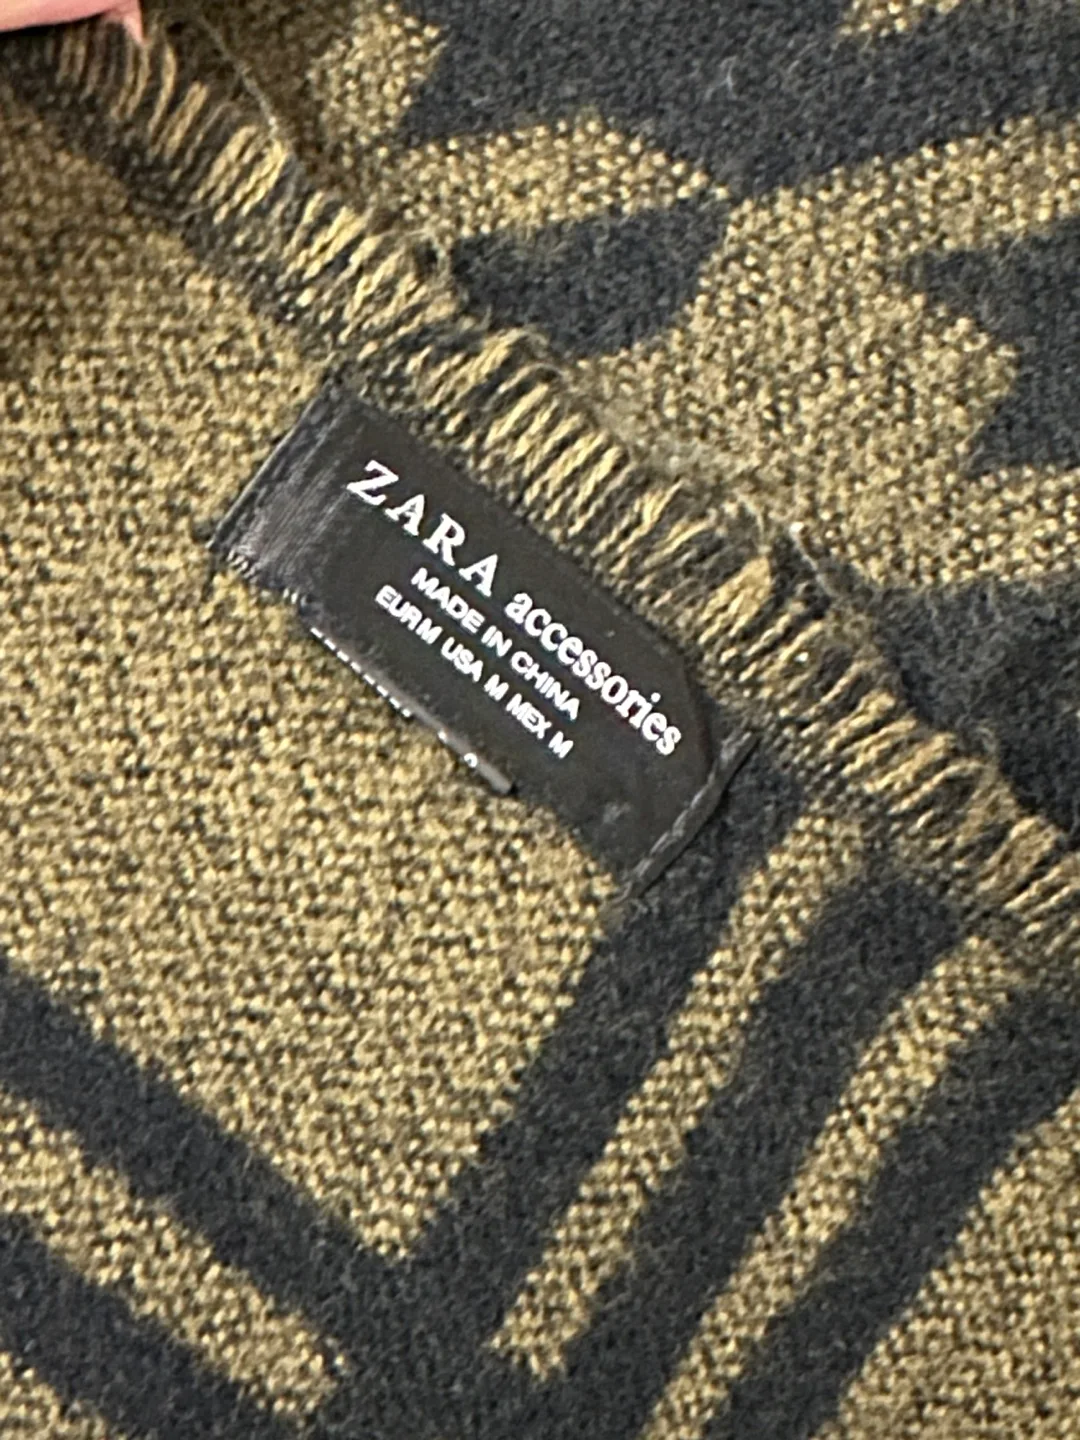 ZARA accessories
MADE IN CHINA
EUR M USA M MEX M